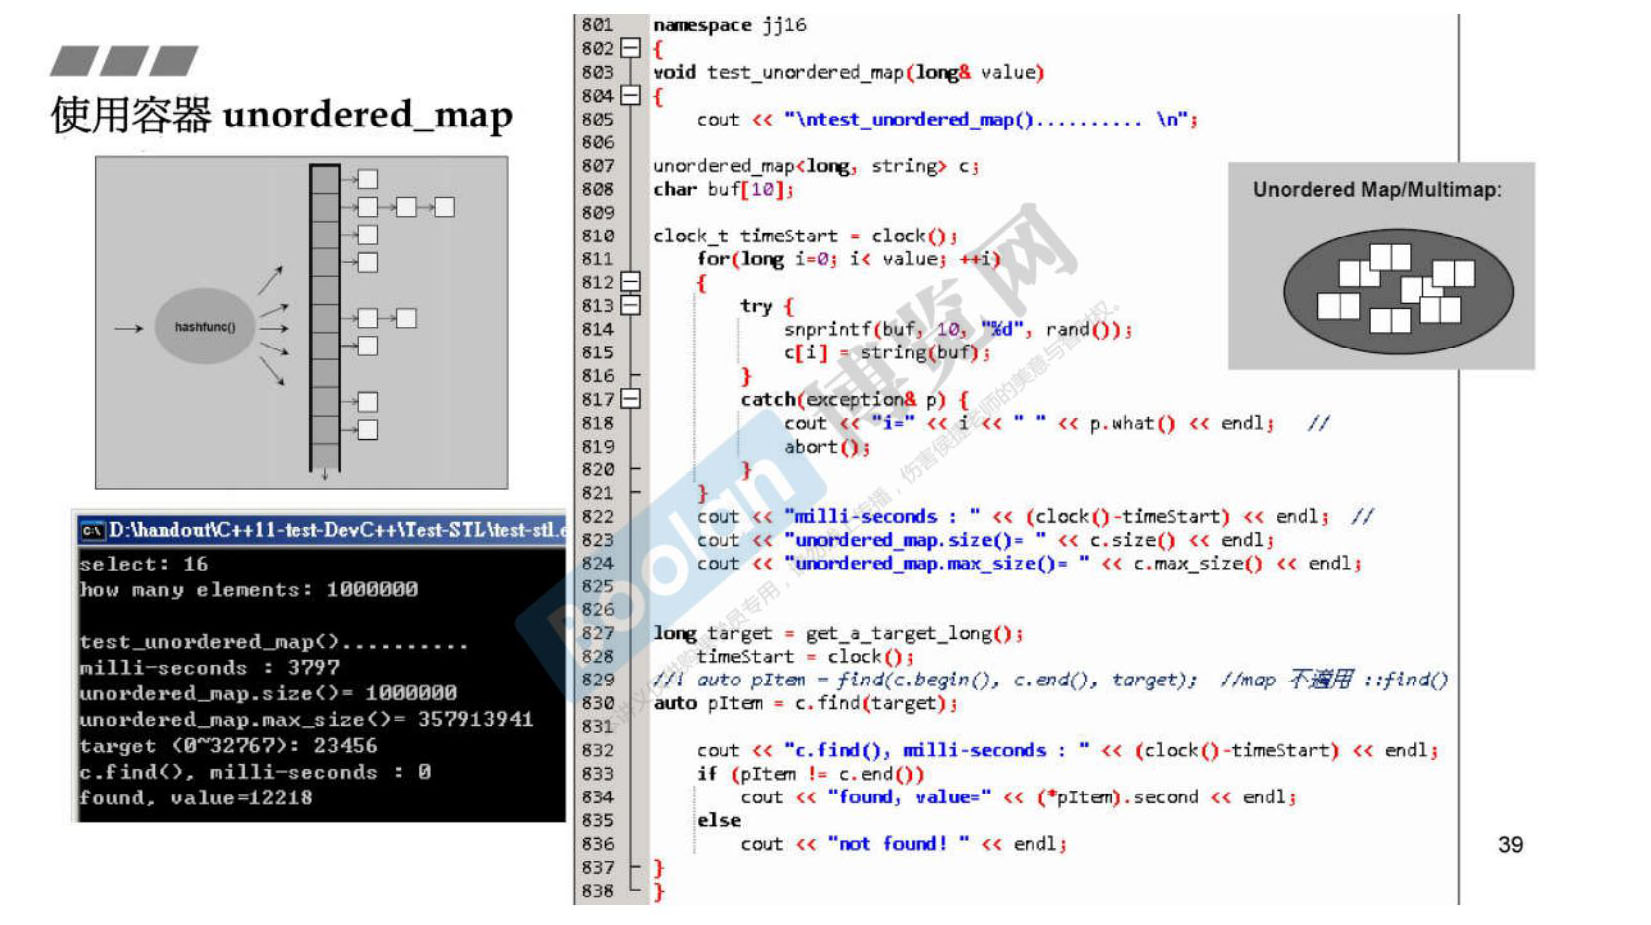 使用容器 unordered_map
hashfunc()
D:\handout\C++11-test-DevC++\Test-STL\test-stl.e
select: 16
how many elements: 1000000
test_unordered_map()..........
milli-seconds : 3797
unordered_map.size()= 1000000
unordered_map.max_size()= 357913941
target (0~32767): 23456
c.find(), milli-seconds : 0
found, value=12218
801 namespace jj16
802 {
803 void test_unordered_map(long& value)
804 {
805 cout << "\ntest_unordered_map().......... \n";
806
807 unordered_map<long, string> c;
808 char buf[10];
809
810 clock_t timeStart = clock();
811 for(long i=0; i< value; ++i)
812 {
813 try {
814 snprintf(buf, 10, "%d", rand());
815 c[i] = string(buf);
816 }
817 catch(exception& p) {
818 cout << "i=" << i << " " << p.what() << endl; //
819 abort();
820 }
821 }
822 cout << "milli-seconds : " << (clock()-timeStart) << endl; //
823 cout << "unordered_map.size()= " << c.size() << endl;
824 cout << "unordered_map.max_size()= " << c.max_size() << endl;
825
826
827 long target = get_a_target_long();
828 timeStart = clock();
829 //! auto pItem = find(c.begin(), c.end(), target); //map 不適用 ::find()
830 auto pItem = c.find(target);
831
832 cout << "c.find(), milli-seconds : " << (clock()-timeStart) << endl;
833 if (pItem != c.end())
834 cout << "found, value=" << (*pItem).second << endl;
835 else
836 cout << "not found! " << endl;
837 }
838 }
Unordered Map/Multimap:
Boolan
博览网
39